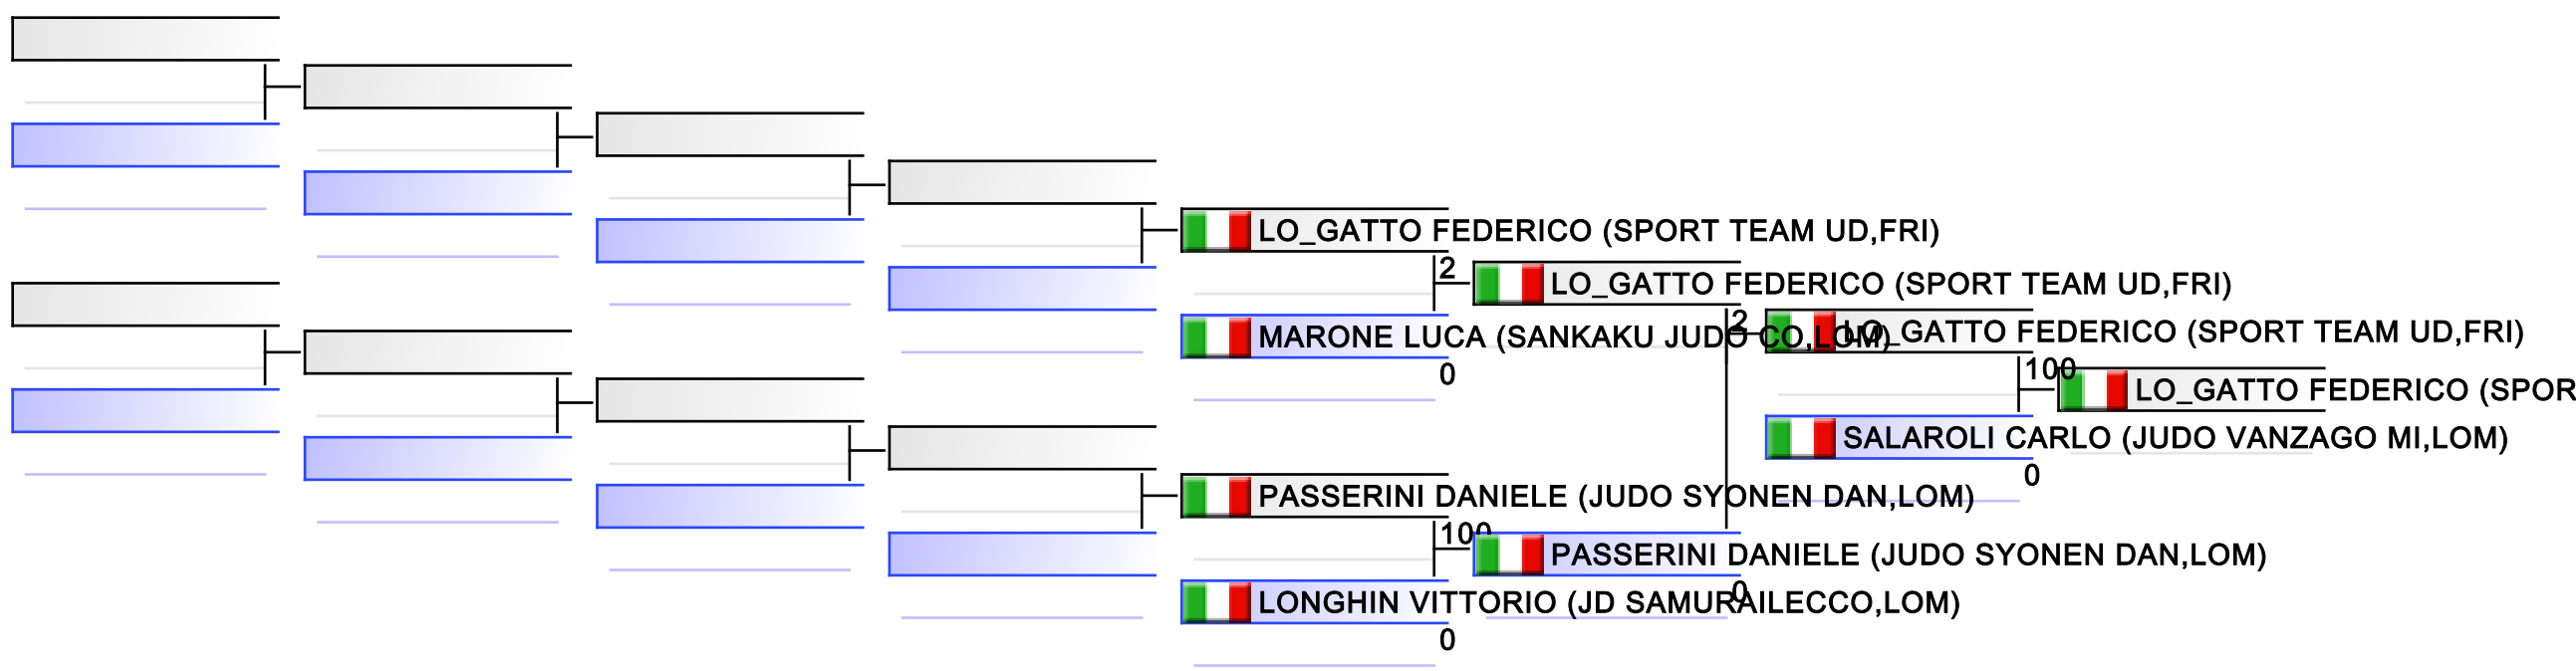 LO_GATTO FEDERICO (SPORT TEAM UD,FRI)
2
LO_GATTO FEDERICO (SPORT TEAM UD,FRI)
MARONE LUCA (SANKAKU JUDO CO,LOM)
0
2
LO_GATTO FEDERICO (SPORT TEAM UD,FRI)
100
LO_GATTO FEDERICO (SPOR
SALAROLI CARLO (JUDO VANZAGO MI,LOM)
0
PASSERINI DANIELE (JUDO SYONEN DAN,LOM)
100
PASSERINI DANIELE (JUDO SYONEN DAN,LOM)
0
LONGHIN VITTORIO (JD SAMURAILECCO,LOM)
0